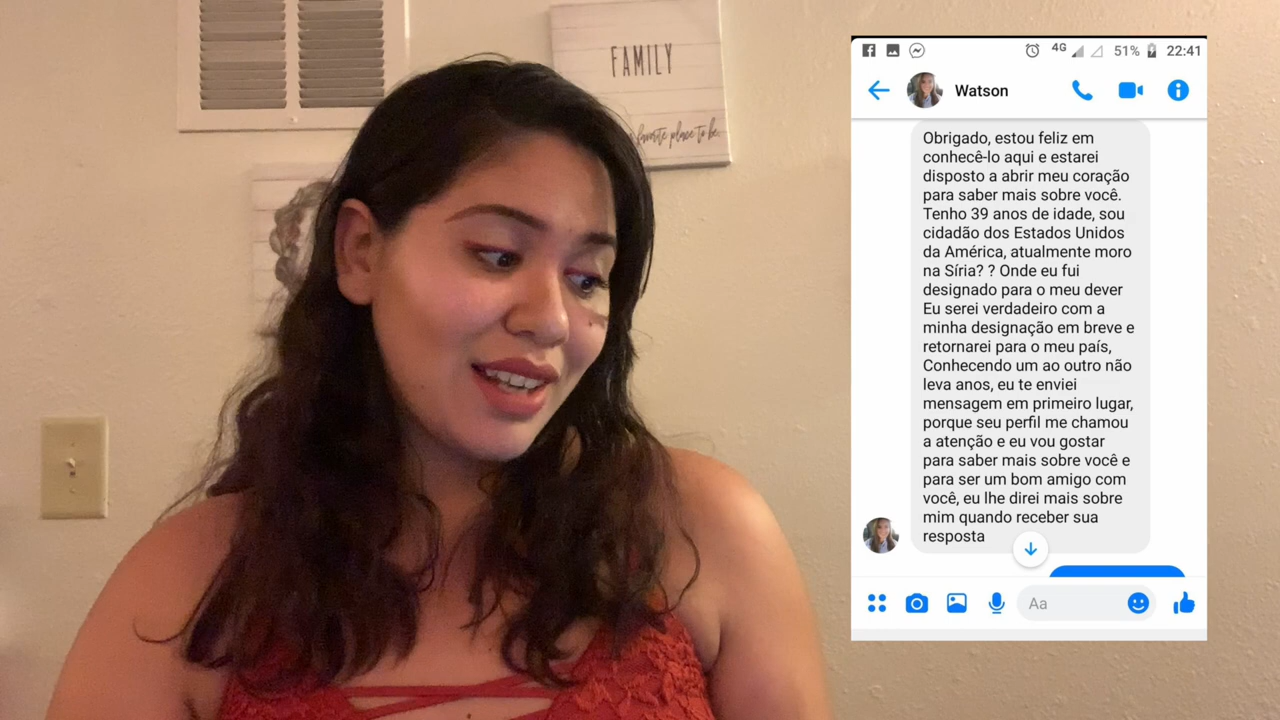 FAMILY
favorite place to be.
4G 51% 22:41
Watson
Obrigado, estou feliz em
conhecê-lo aqui e estarei
disposto a abrir meu coração
para saber mais sobre você.
Tenho 39 anos de idade, sou
cidadão dos Estados Unidos
da América, atualmente moro
na Síria? ? Onde eu fui
designado para o meu dever
Eu serei verdadeiro com a
minha designação em breve e
retornarei para o meu país,
Conhecendo um ao outro não
leva anos, eu te enviei
mensagem em primeiro lugar,
porque seu perfil me chamou
a atenção e eu vou gostar
para saber mais sobre você e
para ser um bom amigo com
você, eu lhe direi mais sobre
mim quando receber sua
resposta
Aa